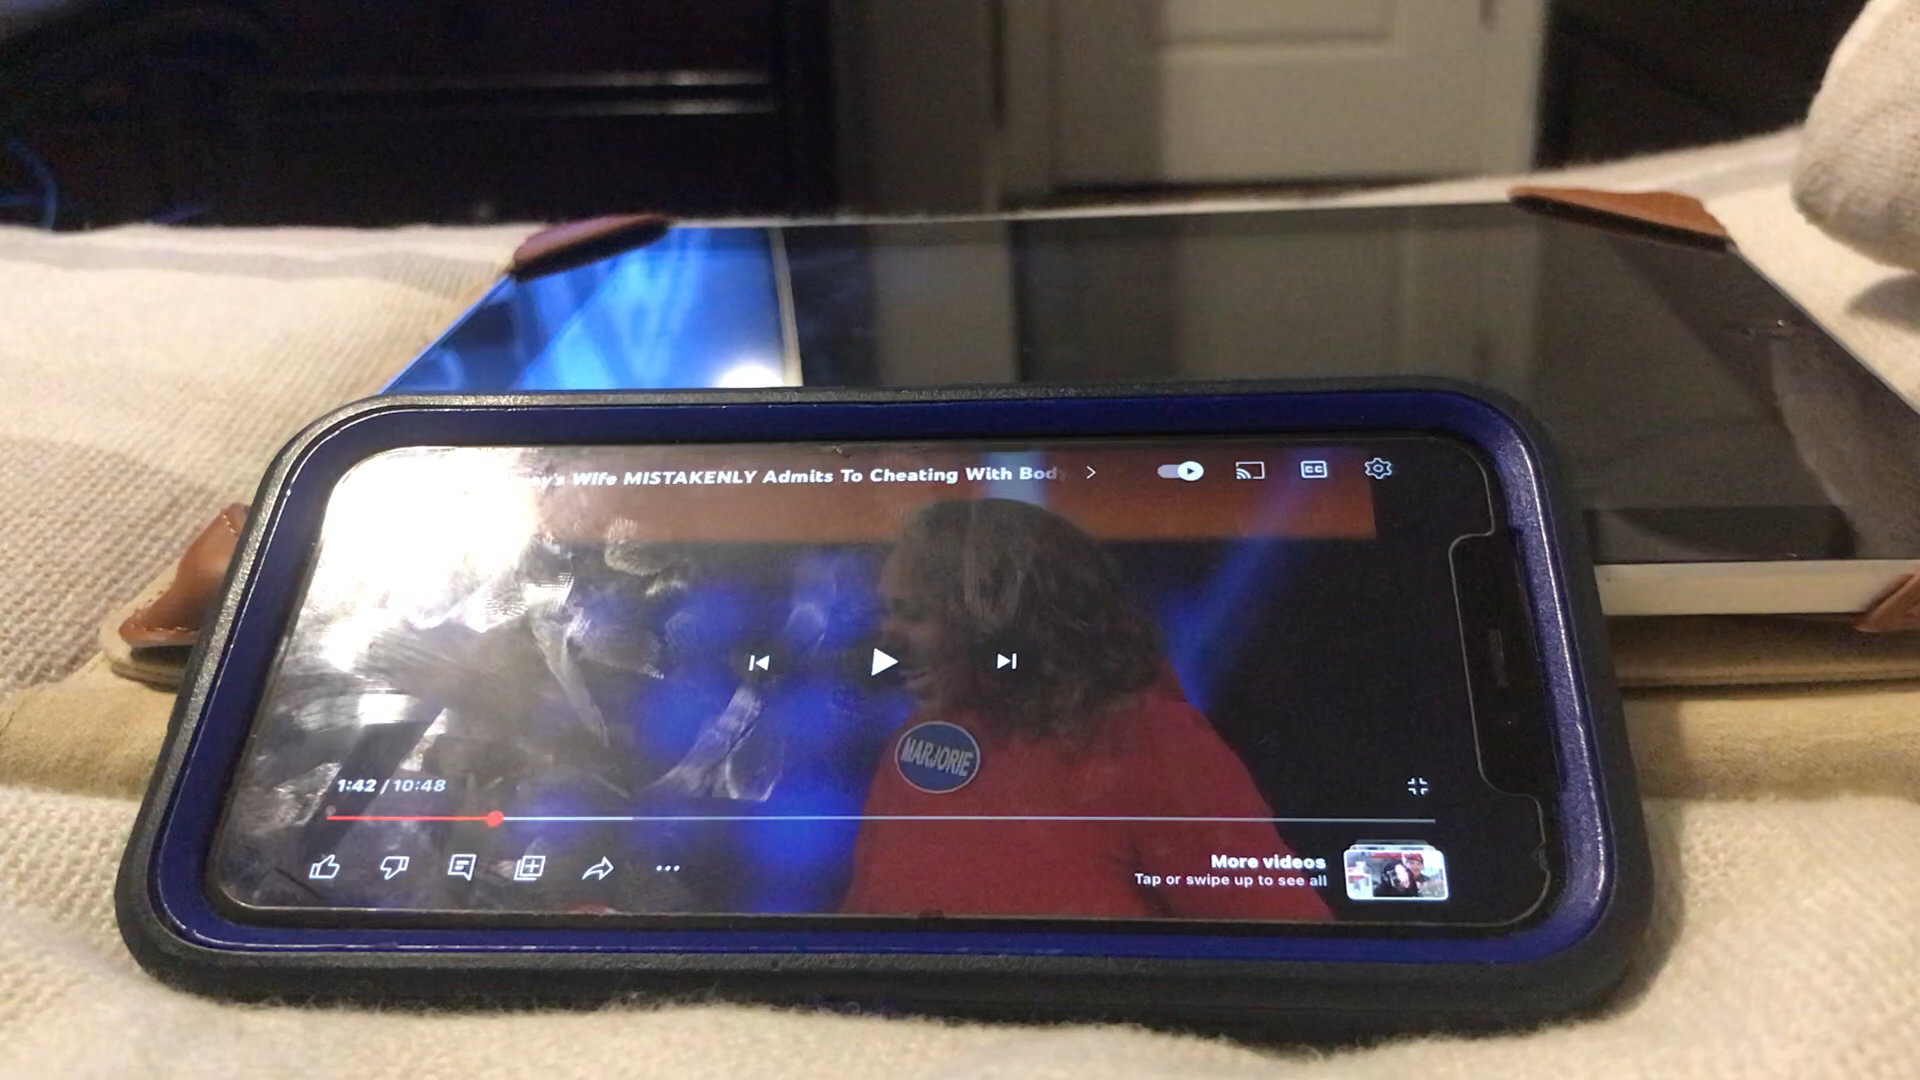 Wife MISTAKENLY Admits To Cheating With Bod
CC
MARJORIE
1:42 / 10:48
More videos
Tap or swipe up to see all